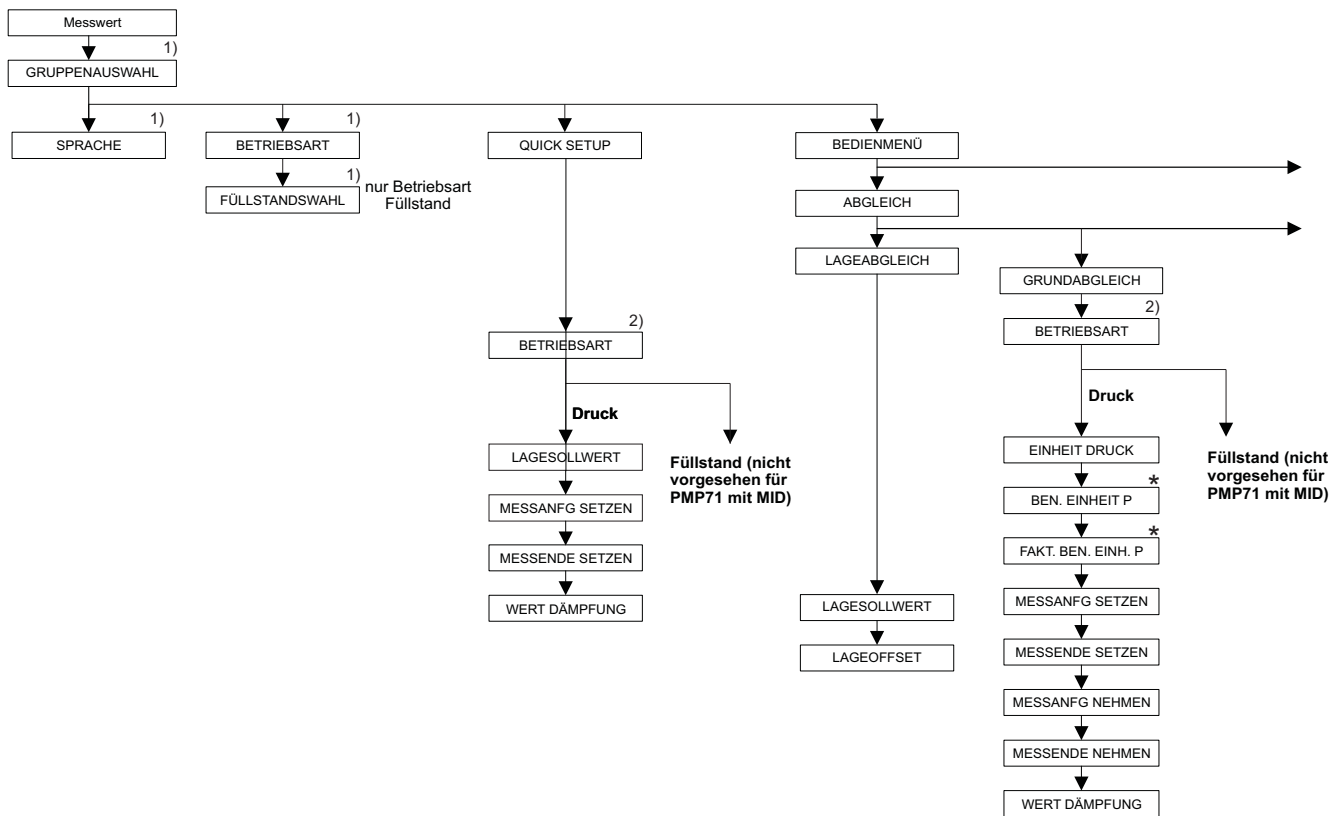 Messwert
1)
GRUPPENAUSWAHL
1)
SPRACHE
1)
BETRIEBSART
QUICK SETUP
BEDIENMENÜ
1)
FÜLLSTANDSWAHL
nur Betriebsart
Füllstand
ABGLEICH
LAGEABGLEICH
GRUNDABGLEICH
2)
BETRIEBSART
2)
BETRIEBSART
Druck
Füllstand (nicht
vorgesehen für
PMP71 mit MID)
LAGESOLLWERT
MESSANFG SETZEN
MESSENDE SETZEN
WERT DÄMPFUNG
LAGESOLLWERT
LAGEOFFSET
Druck
Füllstand (nicht
vorgesehen für
PMP71 mit MID)
EINHEIT DRUCK
*
BEN. EINHEIT P
*
FAKT. BEN. EINH. P
MESSANFG SETZEN
MESSENDE SETZEN
MESSANFG NEHMEN
MESSENDE NEHMEN
WERT DÄMPFUNG